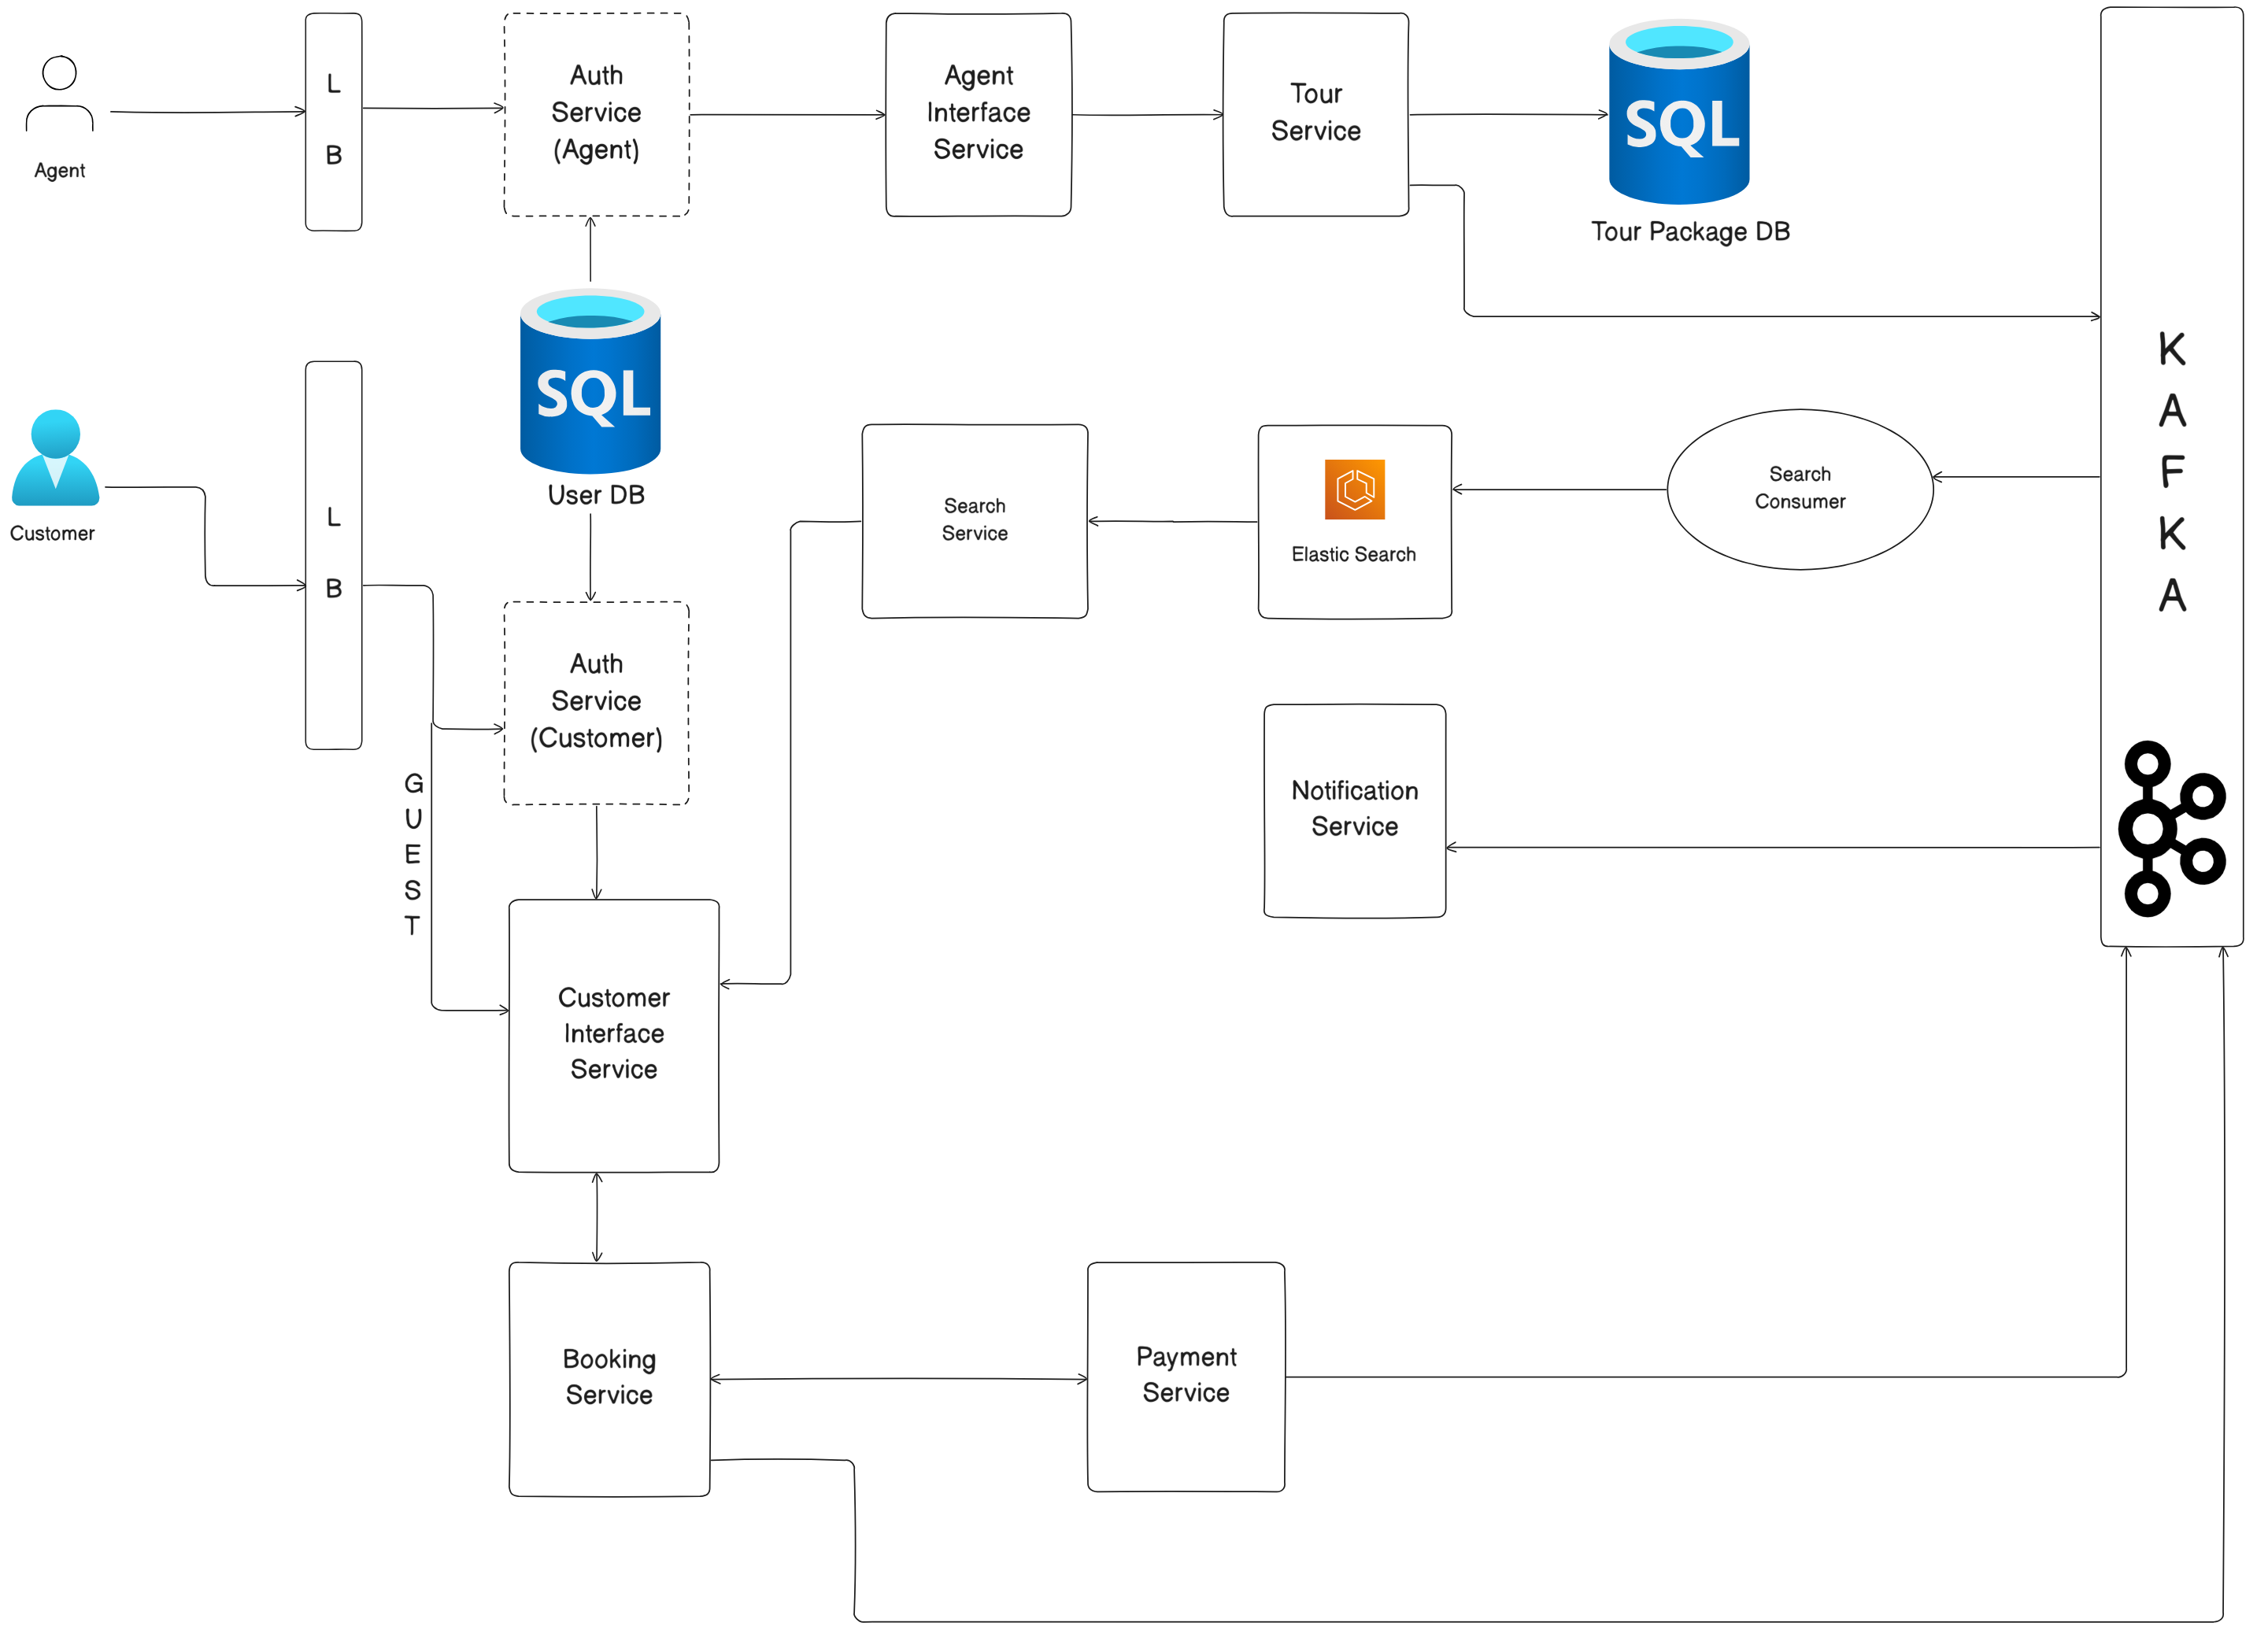 Agent
L
B
Auth
Service
(Agent)
Agent
Interface
Service
Tour
Service
SQL
Tour Package DB
K
A
F
K
A
SQL
User DB
Customer
L
B
Search
Service
Elastic Search
Search
Consumer
Auth
Service
(Customer)
G
U
E
S
T
Notification
Service
Customer
Interface
Service
Booking
Service
Payment
Service